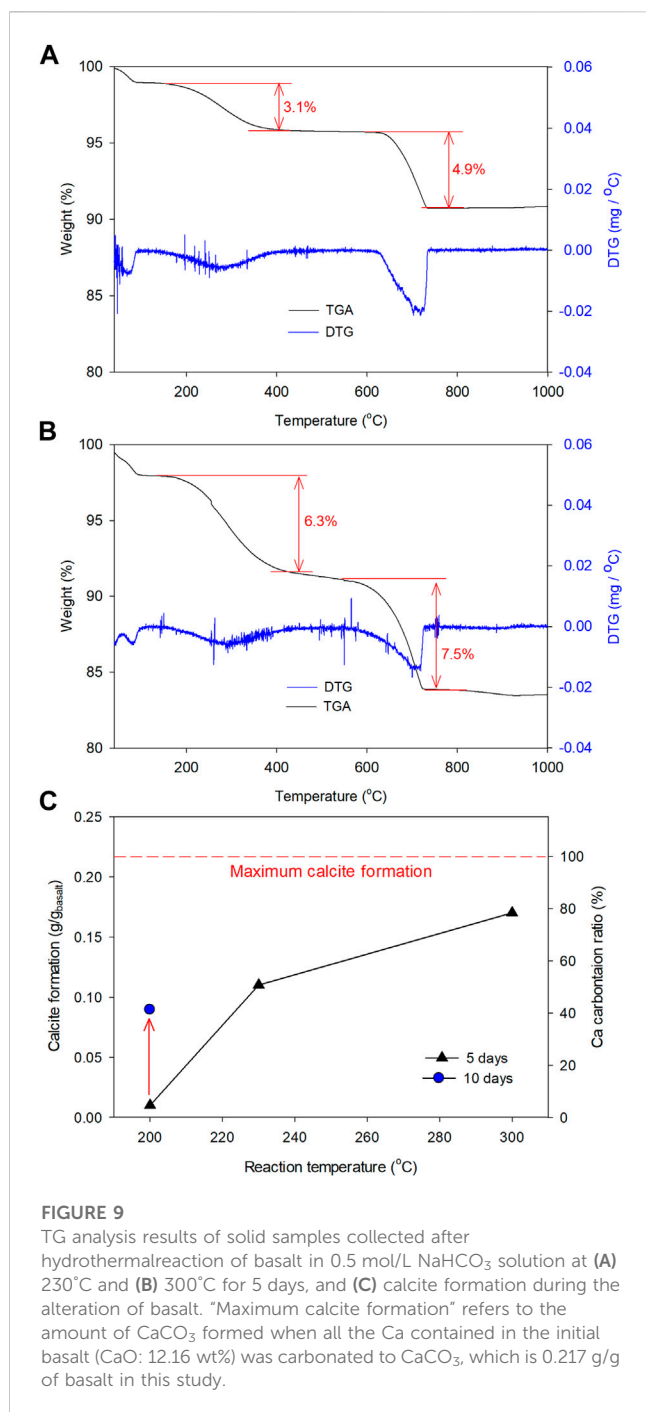 A
100
95
90
85
80
Weight (%)
3.1%
4.9%
0.06
0.04
0.02
0.00
-0.02
-0.04
DTG (mg / °C)
TGA
DTG
200
400
600
800
1000
Temperature (°C)
B
100
95
90
85
80
Weight (%)
6.3%
7.5%
0.06
0.04
0.02
0.00
-0.02
-0.04
DTG (mg / °C)
DTG
TGA
200
400
600
800
1000
Temperature (°C)
C
0.25
0.20
0.15
0.10
0.05
0.00
Calcite formation (g/gbasalt)
Maximum calcite formation
100
80
60
40
20
0
Ca carbontaion ratio (%)
5 days
10 days
200
220
240
260
280
300
Reaction temperature (°C)
FIGURE 9
TG analysis results of solid samples collected after
hydrothermalreaction of basalt in 0.5 mol/L NaHCO₃ solution at (A)
230°C and (B) 300°C for 5 days, and (C) calcite formation during the
alteration of basalt. “Maximum calcite formation” refers to the
amount of CaCO₃ formed when all the Ca contained in the initial
basalt (CaO: 12.16 wt%) was carbonated to CaCO₃, which is 0.217 g/g
of basalt in this study.